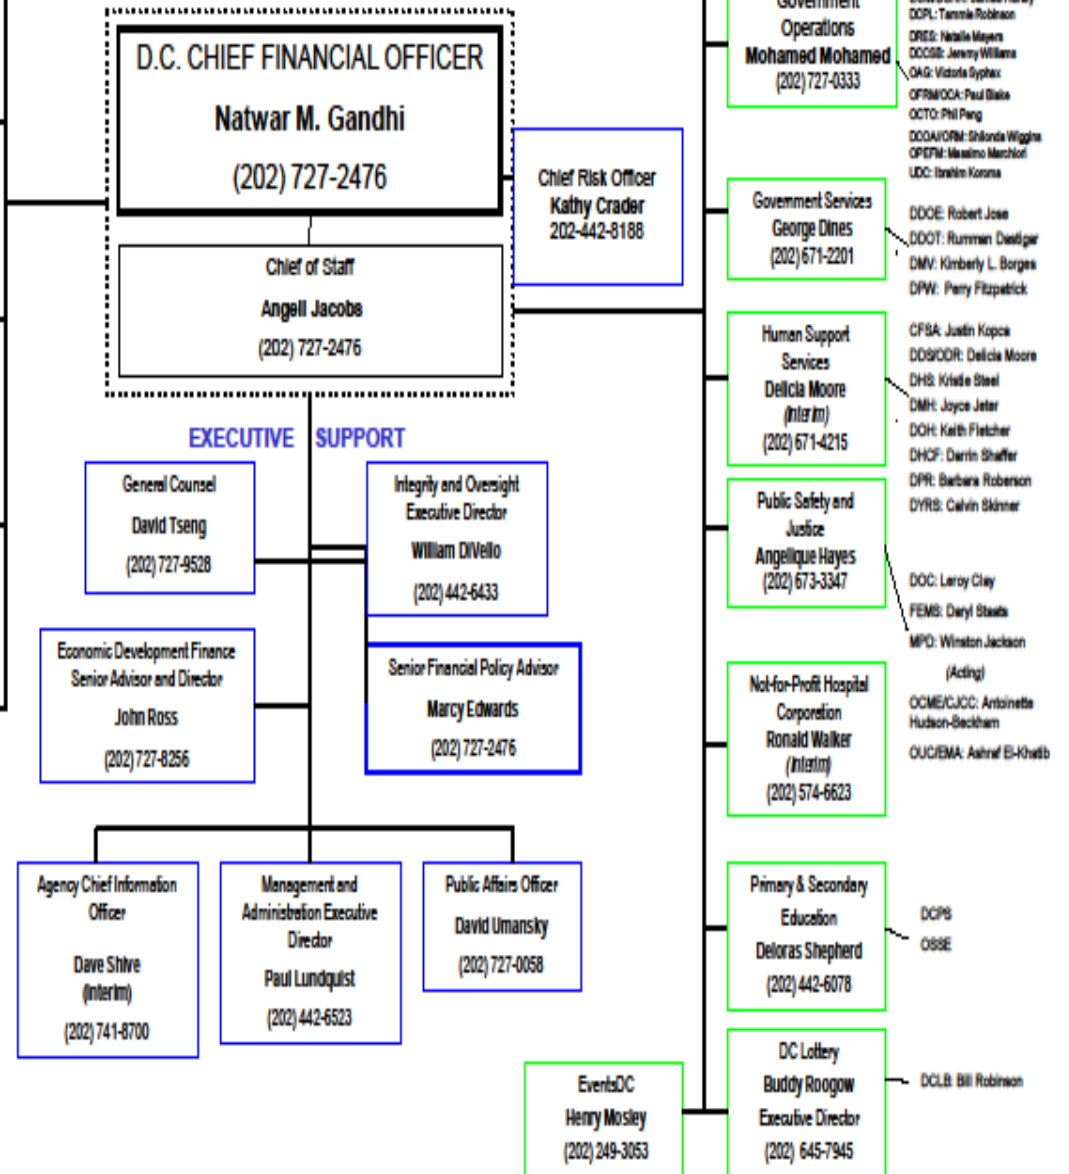 D.C. CHIEF FINANCIAL OFFICER
Natwar M. Gandhi
(202) 727-2476
Chief of Staff
Angell Jacobs
(202) 727-2476
Chief Risk Officer
Kathy Crader
202-442-8188
EXECUTIVE SUPPORT
General Counsel
David Tseng
(202) 727-9528
Integrity and Oversight
Executive Director
William DiVello
(202) 442-6433
Economic Development Finance
Senior Advisor and Director
John Ross
(202) 727-8256
Senior Financial Policy Advisor
Marcy Edwards
(202) 727-2476
Agency Chief Information
Officer
Dave Shive
(Interim)
(202) 741-8700
Management and
Administration Executive
Director
Paul Lundquist
(202) 442-6523
Public Affairs Officer
David Umansky
(202) 727-0058
Government
Operations
Mohamed Mohamed
(202) 727-0333
DCPL: Tammie Robinson
DRES: Natalie Mayers
DCCSB: Jeremy Williams
OAG: Victoria Syphax
OFRM/OCA: Paul Blake
OCTO: Phil Peng
DCOA/ORM: Shilonda Wiggins
OPEFM: Massimo Marchiori
UDC: Ibrahim Koroma
Government Services
George Dines
(202) 671-2201
DDOE: Robert Jose
DDOT: Rumman Dastigar
DMV: Kimberly L. Borges
DPW: Perry Fitzpatrick
Human Support
Services
Delicia Moore
(Interim)
(202) 671-4215
CFSA: Justin Kopca
DDS/ODR: Delicia Moore
DHS: Kristie Steel
DMH: Joyce Jeter
DOH: Keith Fletcher
DHCF: Darrin Shaffer
DPR: Barbara Roberson
DYRS: Calvin Skinner
Public Safety and
Justice
Angelique Hayes
(202) 673-3347
DOC: Leroy Clay
FEMS: Daryl Staats
MPD: Winston Jackson
(Acting)
OCME/CJCC: Antoinette
Hudson-Beckham
OUC/EMA: Ashraf El-Khatib
Not-for-Profit Hospital
Corporation
Ronald Walker
(Interim)
(202) 574-6623
Primary & Secondary
Education
Deloras Shepherd
(202) 442-6078
DCPS
OSSE
DC Lottery
Buddy Roogow
Executive Director
(202) 645-7945
DCLB: Bill Robinson
EventsDC
Henry Mosley
(202) 249-3053